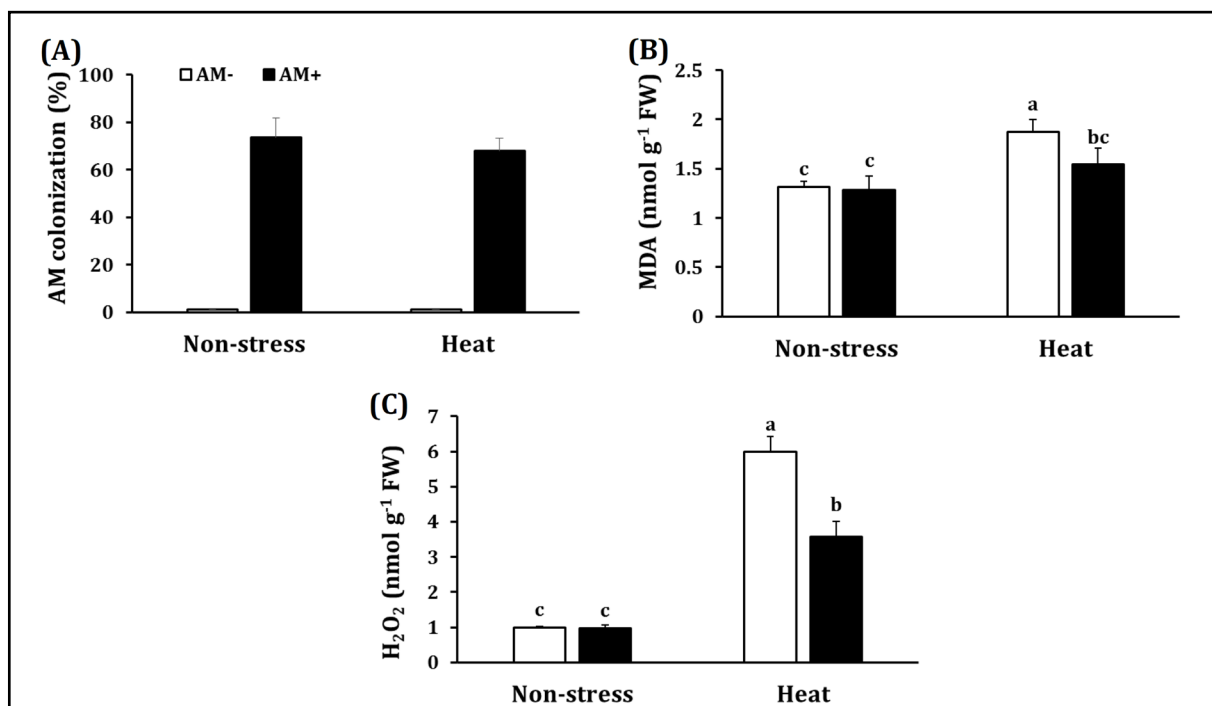 (A)
AM colonization (%)
AM- AM+
100
80
60
40
20
0
Non-stress Heat
(B)
MDA (nmol g-1 FW)
2.5
2
1.5
1
0.5
0
c c a bc
Non-stress Heat
(C)
H2O2 (nmol g-1 FW)
7
6
5
4
3
2
1
0
c c a b
Non-stress Heat